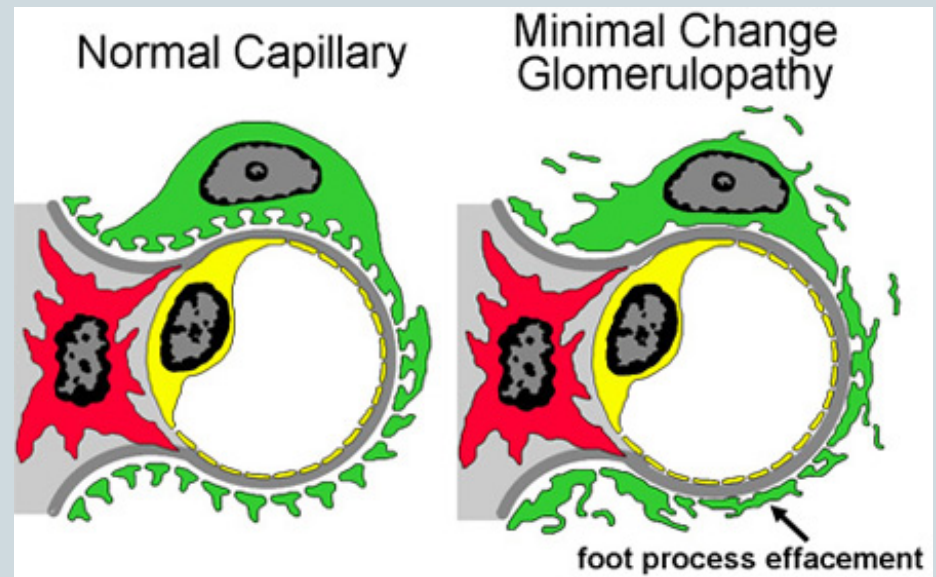 Normal Capillary
Minimal Change
Glomerulopathy
foot process effacement